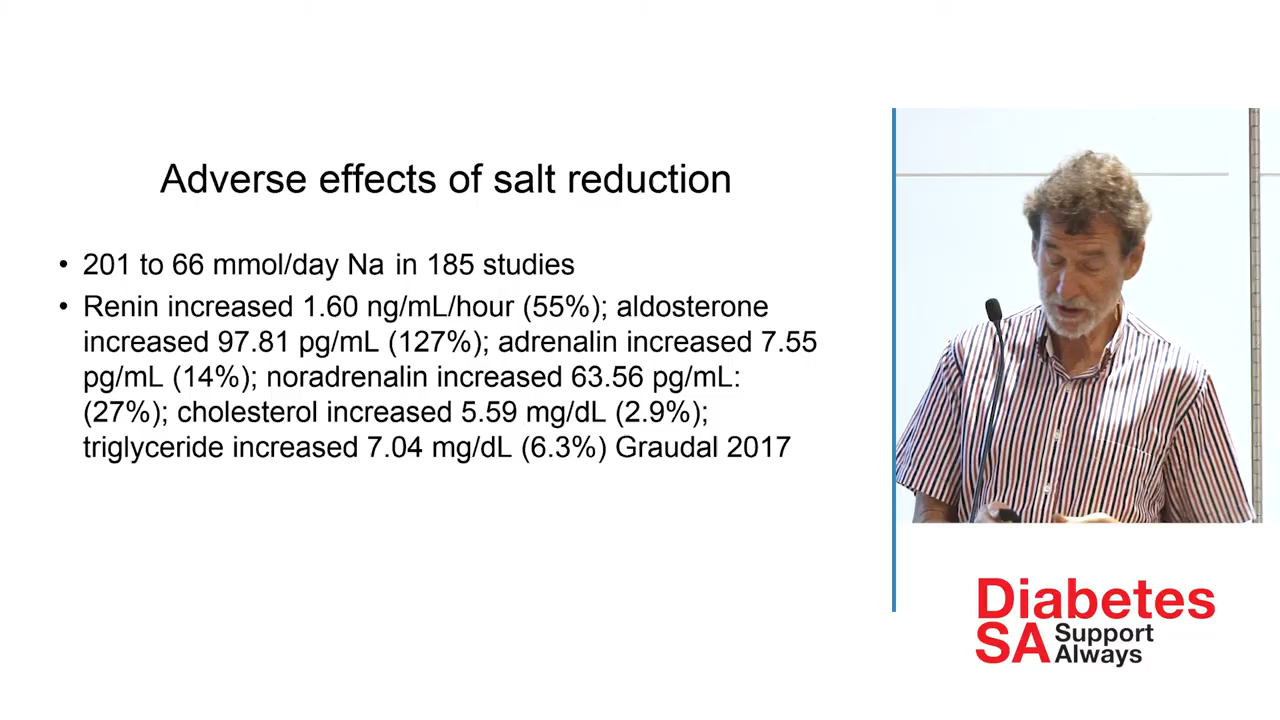 Adverse effects of salt reduction
• 201 to 66 mmol/day Na in 185 studies
• Renin increased 1.60 ng/mL/hour (55%); aldosterone
increased 97.81 pg/mL (127%); adrenalin increased 7.55
pg/mL (14%); noradrenalin increased 63.56 pg/mL:
(27%); cholesterol increased 5.59 mg/dL (2.9%);
triglyceride increased 7.04 mg/dL (6.3%) Graudal 2017
Diabetes
SA Support
Always